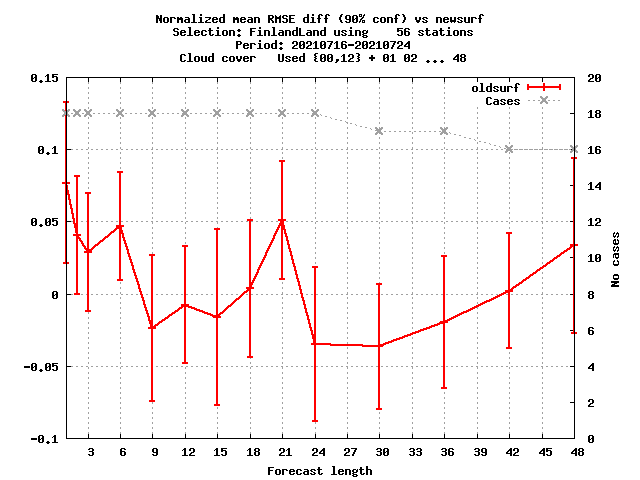 Normalized mean RMSE diff (90% conf) vs newsurf
Selection: FinlandLand using    56 stations
Period: 20210716-20210724
Cloud cover   Used {00,12} + 01 02 ... 48
oldsurf
Cases
0.15
0.1
0.05
0
-0.05
-0.1
20
18
16
14
12
10
8
6
4
2
0
No cases
3 6 9 12 15 18 21 24 27 30 33 36 39 42 45 48
Forecast length